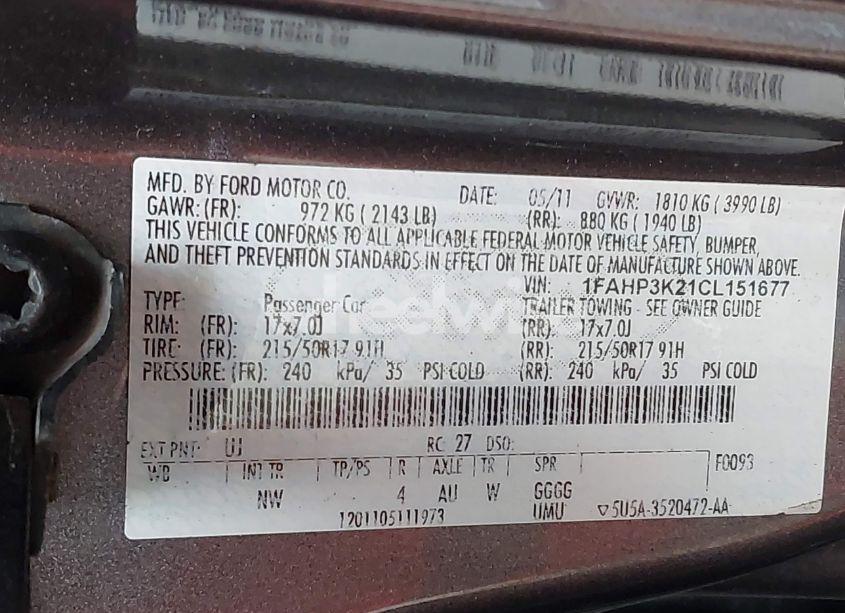 MFD. BY FORD MOTOR CO. DATE: 05/11 GVWR: 1810 KG ( 3990 LB)
GAWR: (FR): 972 KG ( 2143 LB) (RR): 880 KG ( 1940 LB)
THIS VEHICLE CONFORMS TO ALL APPLICABLE FEDERAL MOTOR VEHICLE SAFETY, BUMPER,
AND THEFT PREVENTION STANDARDS IN EFFECT ON THE DATE OF MANUFACTURE SHOWN ABOVE.
VIN: 1FAHP3K21CL151677
TYPE: Passenger Car TRAILER TOWING - SEE OWNER GUIDE
RIM: (FR): 17x7.0J (RR): 17x7.0J
TIRE (FR): 215/50R17 91H (RR): 215/50R17 91H
PRESSURE: (FR): 240 kPa/ 35 PSI COLD (RR): 240 kPa/ 35 PSI COLD
EXT PNT: UJ RC: 27 DSO:
WB INT TR TP/PS R AXLE TR SPR F0093
NW 4 AU W GGGG
1201105111973 UMU ▽5U5A-3520472-AA